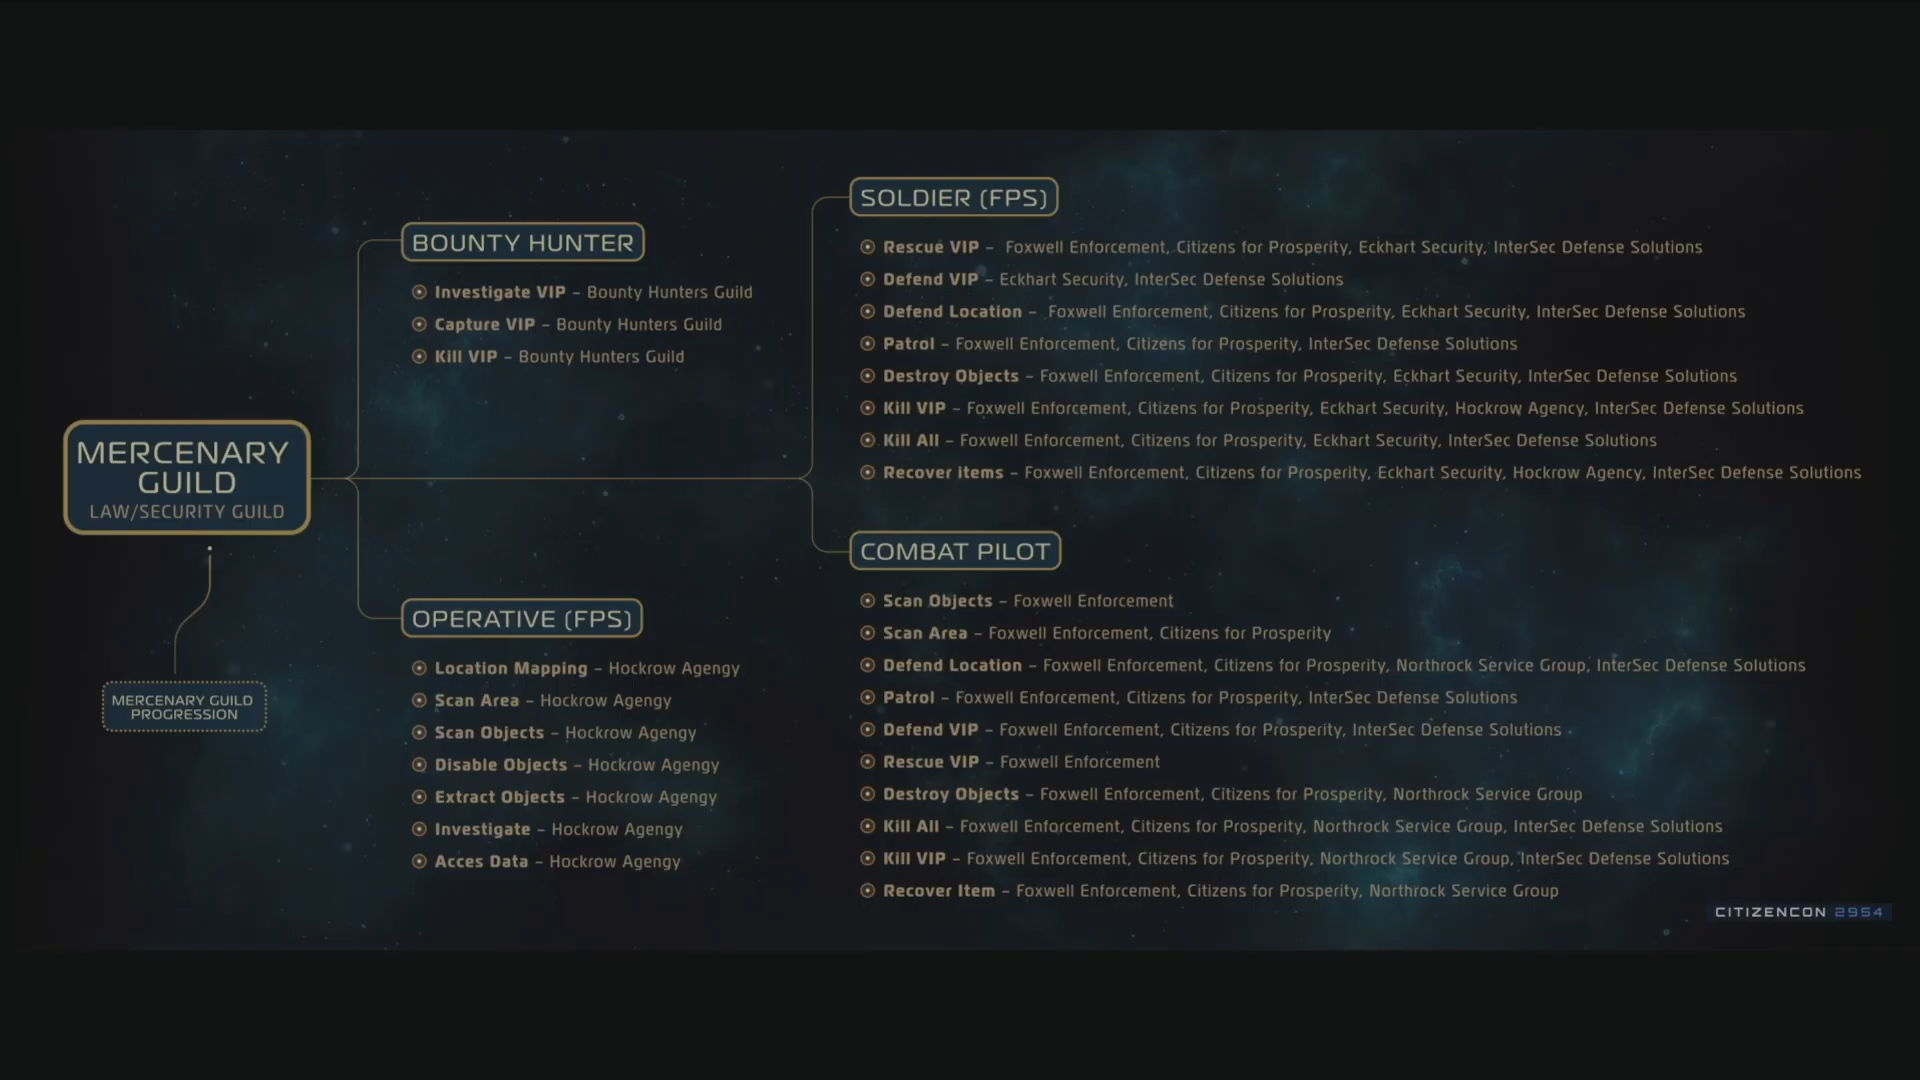 MERCENARY
GUILD
LAW/SECURITY GUILD
MERCENARY GUILD
PROGRESSION
BOUNTY HUNTER
Investigate VIP – Bounty Hunters Guild
Capture VIP – Bounty Hunters Guild
Kill VIP – Bounty Hunters Guild
OPERATIVE (FPS)
Location Mapping – Hockrow Agengy
Scan Area – Hockrow Agengy
Scan Objects – Hockrow Agengy
Disable Objects – Hockrow Agengy
Extract Objects – Hockrow Agengy
Investigate – Hockrow Agengy
Acces Data – Hockrow Agengy
SOLDIER (FPS)
Rescue VIP – Foxwell Enforcement, Citizens for Prosperity, Eckhart Security, InterSec Defense Solutions
Defend VIP – Eckhart Security, InterSec Defense Solutions
Defend Location – Foxwell Enforcement, Citizens for Prosperity, Eckhart Security, InterSec Defense Solutions
Patrol – Foxwell Enforcement, Citizens for Prosperity, InterSec Defense Solutions
Destroy Objects – Foxwell Enforcement, Citizens for Prosperity, Eckhart Security, InterSec Defense Solutions
Kill VIP – Foxwell Enforcement, Citizens for Prosperity, Eckhart Security, Hockrow Agency, InterSec Defense Solutions
Kill All – Foxwell Enforcement, Citizens for Prosperity, Eckhart Security, InterSec Defense Solutions
Recover items – Foxwell Enforcement, Citizens for Prosperity, Eckhart Security, Hockrow Agency, InterSec Defense Solutions
COMBAT PILOT
Scan Objects – Foxwell Enforcement
Scan Area – Foxwell Enforcement, Citizens for Prosperity
Defend Location – Foxwell Enforcement, Citizens for Prosperity, Northrock Service Group, InterSec Defense Solutions
Patrol – Foxwell Enforcement, Citizens for Prosperity, InterSec Defense Solutions
Defend VIP – Foxwell Enforcement, Citizens for Prosperity, InterSec Defense Solutions
Rescue VIP – Foxwell Enforcement
Destroy Objects – Foxwell Enforcement, Citizens for Prosperity, Northrock Service Group
Kill All – Foxwell Enforcement, Citizens for Prosperity, Northrock Service Group, InterSec Defense Solutions
Kill VIP – Foxwell Enforcement, Citizens for Prosperity, Northrock Service Group, InterSec Defense Solutions
Recover Item – Foxwell Enforcement, Citizens for Prosperity, Northrock Service Group
CITIZENCON 2954